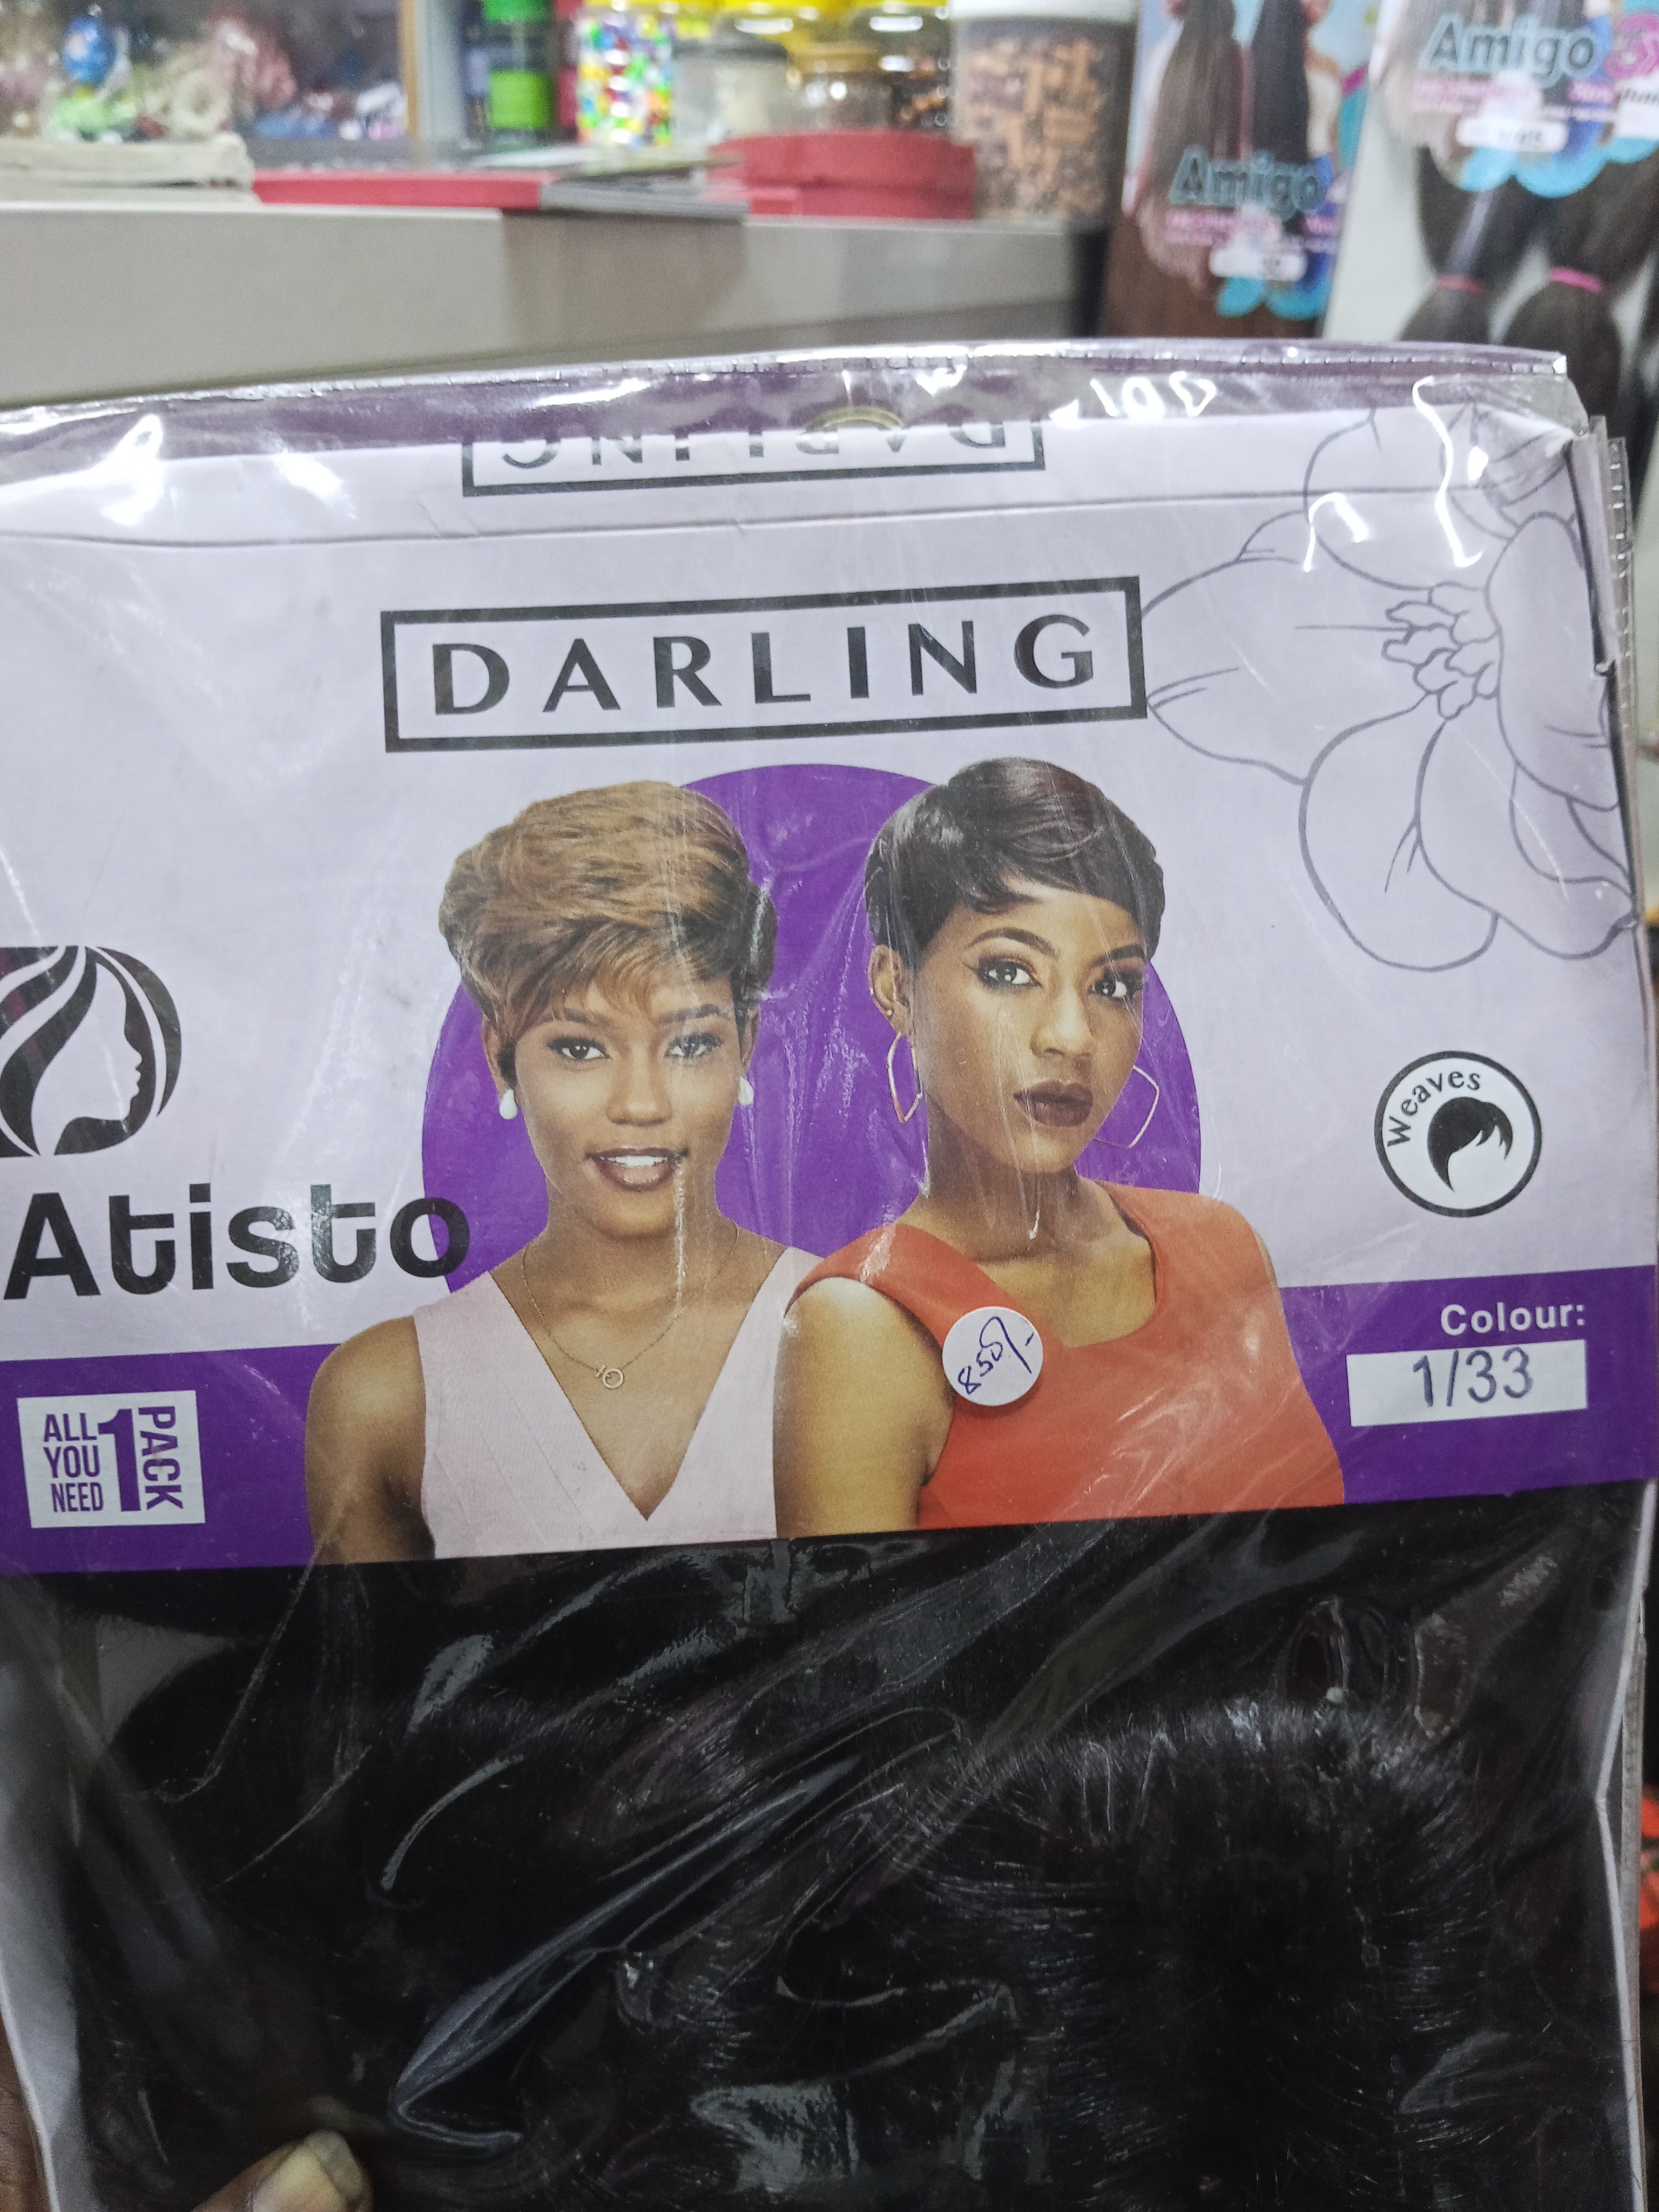 Amigo
Amigo
DARLING
DARLING
Weaves
Atisto
Colour:
1/33
850/-
ALL
YOU
NEED
1
PACK